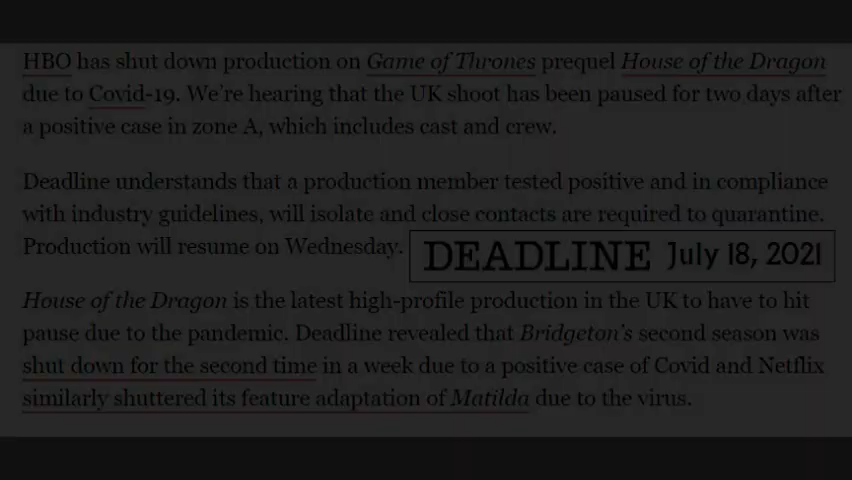 HBO has shut down production on Game of Thrones prequel House of the Dragon
due to Covid-19. We're hearing that the UK shoot has been paused for two days after
a positive case in zone A, which includes cast and crew.
Deadline understands that a production member tested positive and in compliance
with industry guidelines, will isolate and close contacts are required to quarantine.
Production will resume on Wednesday.
DEADLINE July 18, 2021
House of the Dragon is the latest high-profile production in the UK to have to hit
pause due to the pandemic. Deadline revealed that Bridgeton's second season was
shut down for the second time in a week due to a positive case of Covid and Netflix
similarly shuttered its feature adaptation of Matilda due to the virus.